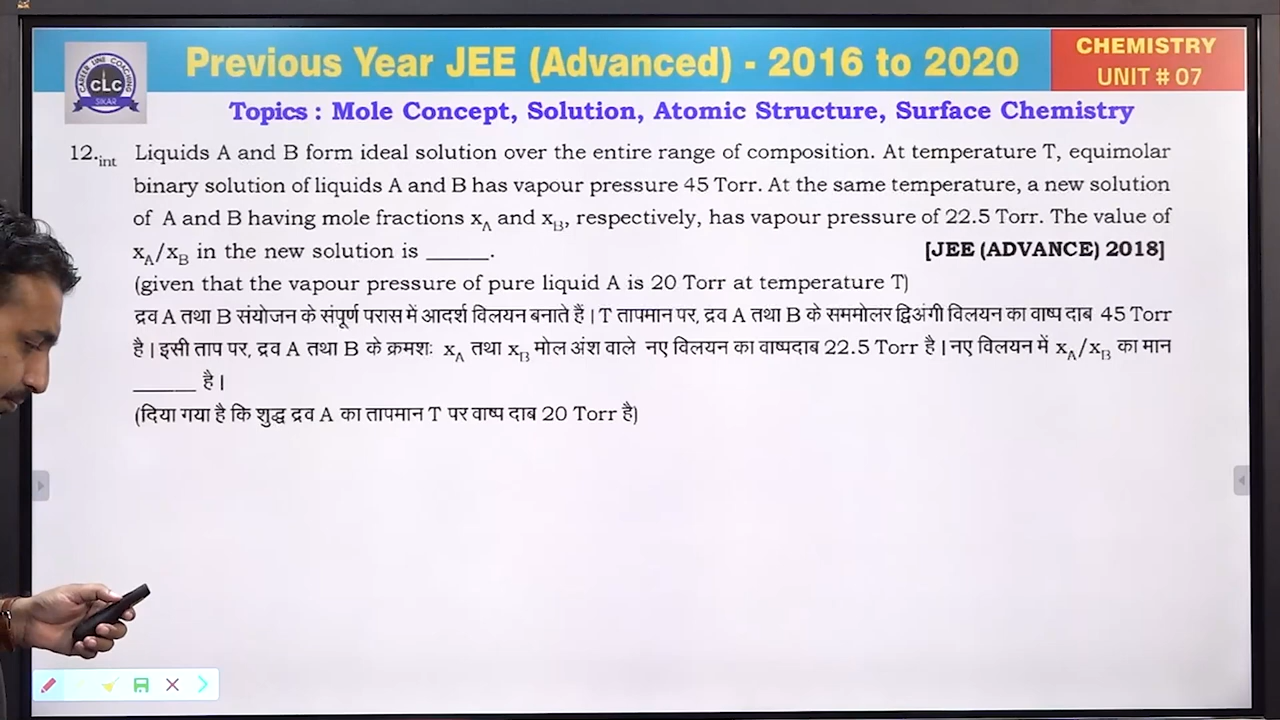 Previous Year JEE (Advanced) - 2016 to 2020
CHEMISTRY
UNIT # 07
CAREER LINE COACHING
CLC
SIKAR
Topics : Mole Concept, Solution, Atomic Structure, Surface Chemistry
12.int Liquids A and B form ideal solution over the entire range of composition. At temperature T, equimolar
binary solution of liquids A and B has vapour pressure 45 Torr. At the same temperature, a new solution
of A and B having mole fractions xA and xB, respectively, has vapour pressure of 22.5 Torr. The value of
xA/xB in the new solution is ______. [JEE (ADVANCE) 2018]
(given that the vapour pressure of pure liquid A is 20 Torr at temperature T)
द्रव A तथा B संयोजन के संपूर्ण परास में आदर्श विलयन बनाते हैं। T तापमान पर, द्रव A तथा B के सममोलर द्विअंगी विलयन का वाष्प दाब 45 Torr
है। इसी ताप पर, द्रव A तथा B के क्रमशः xA तथा xB मोल अंश वाले नए विलयन का वाष्पदाब 22.5 Torr है। नए विलयन में xA/xB का मान
______ है।
(दिया गया है कि शुद्ध द्रव A का तापमान T पर वाष्प दाब 20 Torr है)